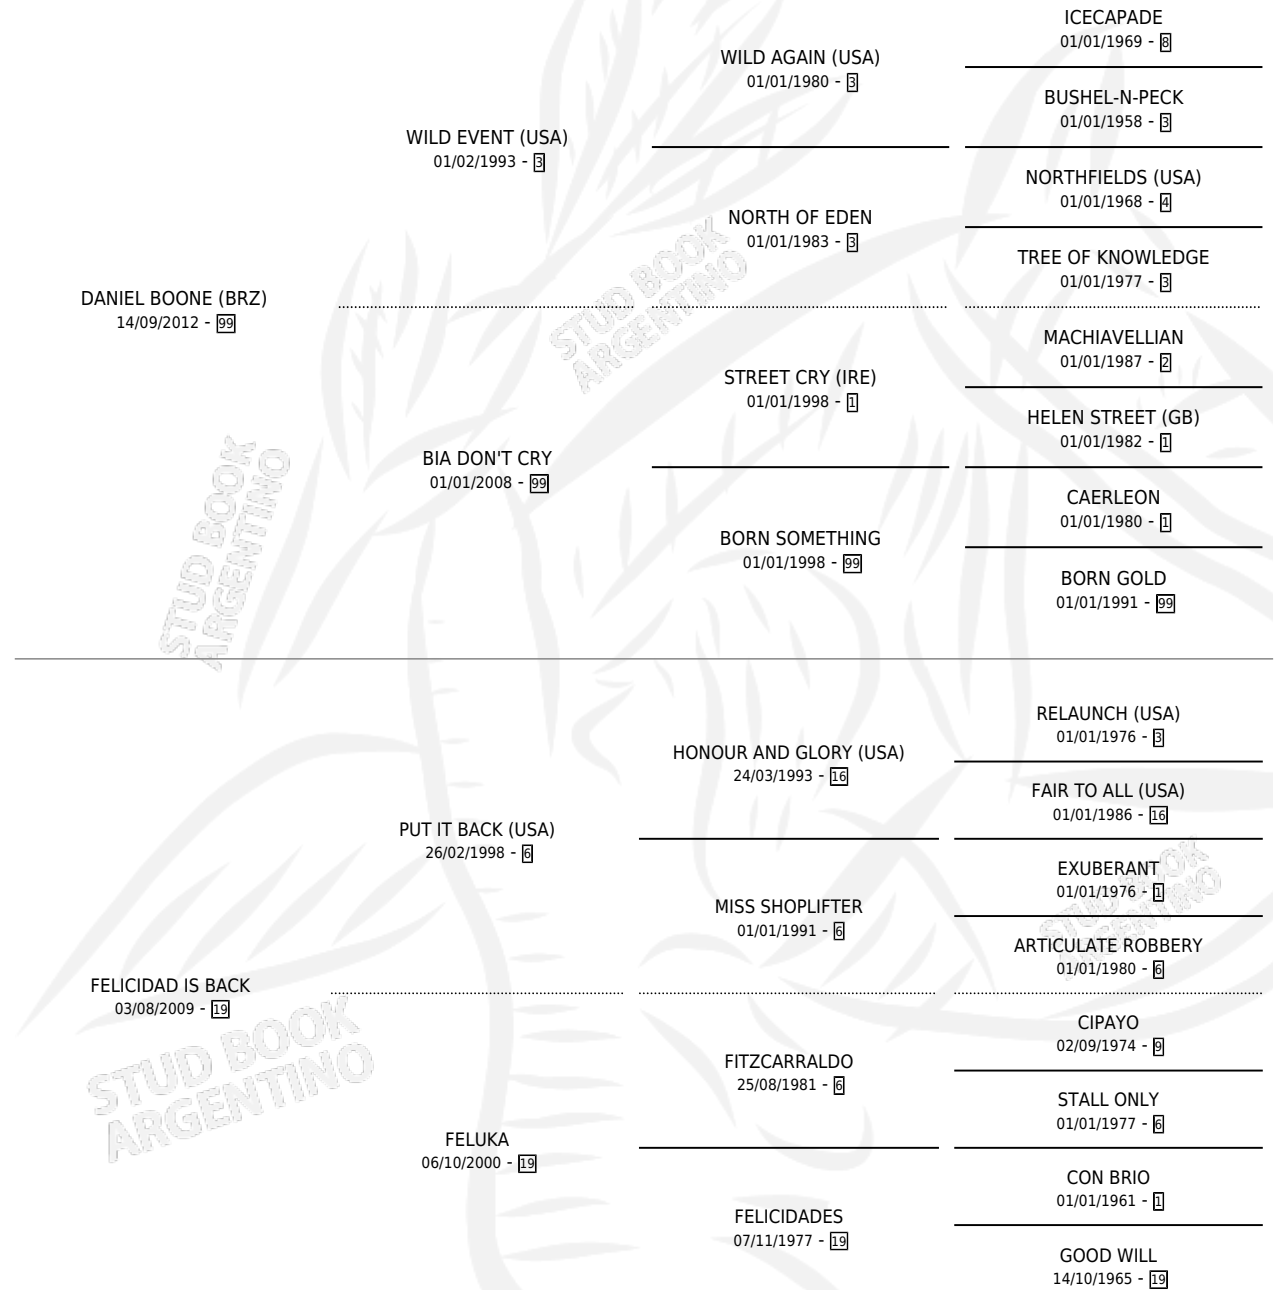 ICECAPADE
01/01/1969 - 8
WILD AGAIN (USA)
01/01/1980 - 3
BUSHEL-N-PECK
01/01/1958 - 3
WILD EVENT (USA)
01/02/1993 - 3
NORTHFIELDS (USA)
01/01/1968 - 4
NORTH OF EDEN
01/01/1983 - 3
TREE OF KNOWLEDGE
01/01/1977 - 3
DANIEL BOONE (BRZ)
14/09/2012 - 99
STUD BOOK
ARGENTINO
MACHIAVELLIAN
01/01/1987 - 2
STREET CRY (IRE)
01/01/1998 - 1
HELEN STREET (GB)
01/01/1982 - 1
BIA DON'T CRY
01/01/2008 - 99
CAERLEON
01/01/1980 - 1
BORN SOMETHING
01/01/1998 - 99
BORN GOLD
01/01/1991 - 99
STUD BOOK
ARGENTINO
RELAUNCH (USA)
01/01/1976 - 3
HONOUR AND GLORY (USA)
24/03/1993 - 16
FAIR TO ALL (USA)
01/01/1986 - 16
PUT IT BACK (USA)
26/02/1998 - 6
EXUBERANT
01/01/1976 - 1
MISS SHOPLIFTER
01/01/1991 - 6
STUD BOOK
ARGENTINO
ARTICULATE ROBBERY
01/01/1980 - 6
FELICIDAD IS BACK
03/08/2009 - 19
STUD BOOK
ARGENTINO
CIPAYO
02/09/1974 - 9
FITZCARRALDO
25/08/1981 - 6
STALL ONLY
01/01/1977 - 6
FELUKA
06/10/2000 - 19
CON BRIO
01/01/1961 - 1
FELICIDADES
07/11/1977 - 19
GOOD WILL
14/10/1965 - 19